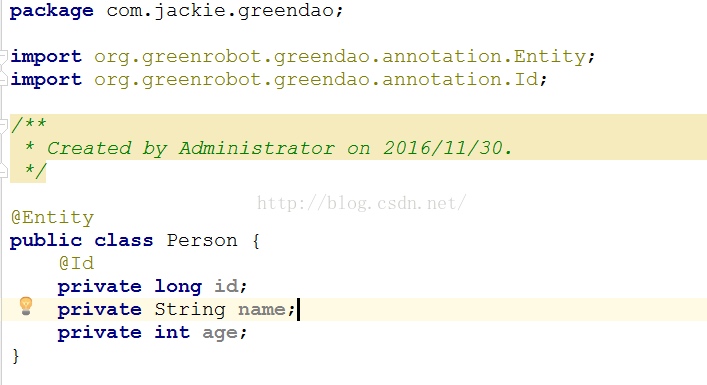 package com.jackie.greendao;
import org.greenrobot.greendao.annotation.Entity;
import org.greenrobot.greendao.annotation.Id;
/**
 * Created by Administrator on 2016/11/30.
 */
http://blog.csdn.net/
@Entity
public class Person {
    @Id
    private long id;
    private String name;
    private int age;
}